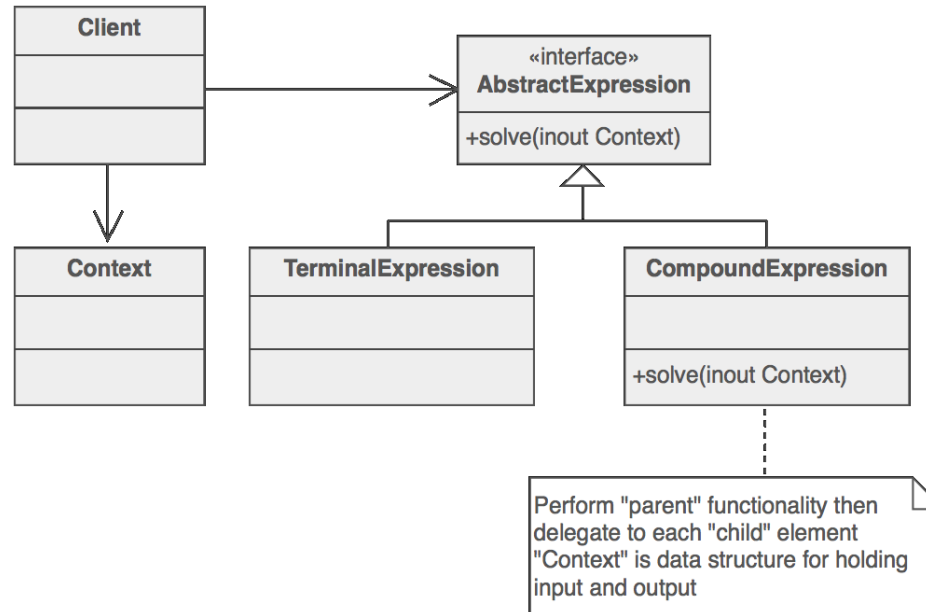 Client
«interface»
AbstractExpression
+solve(inout Context)
Context
TerminalExpression
CompoundExpression
+solve(inout Context)
Perform "parent" functionality then
delegate to each "child" element
"Context" is data structure for holding
input and output